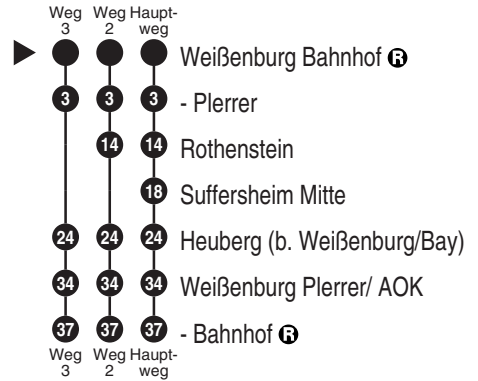 Weg Weg Haupt-
3 2 weg
Weißenburg Bahnhof R
3 3 3 - Plerrer
14 14 Rothenstein
18 Suffersheim Mitte
24 24 24 Heuberg (b. Weißenburg/Bay)
34 34 34 Weißenburg Plerrer/ AOK
37 37 37 - Bahnhof R
Weg Weg Haupt-
3 2 weg